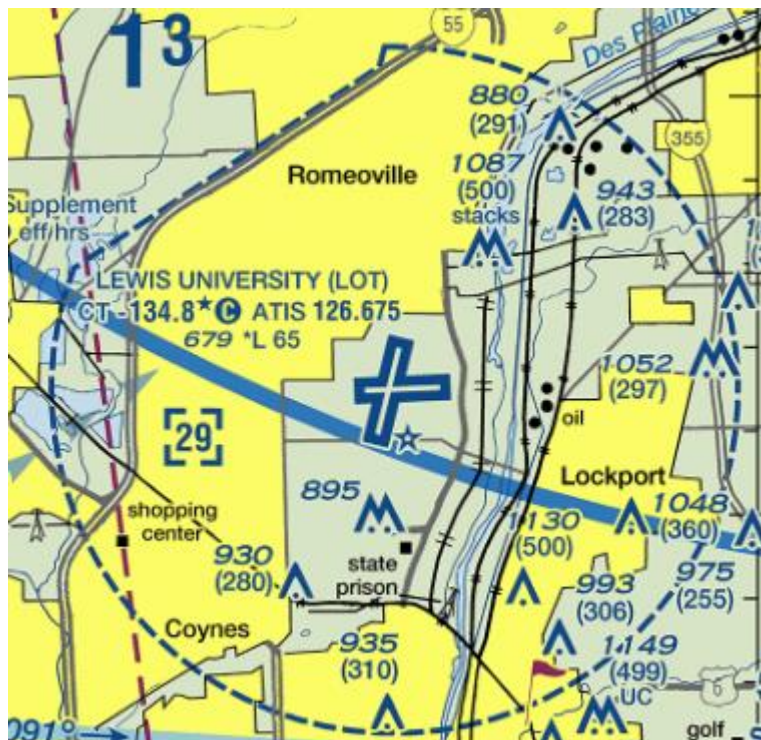 13
55
Des Plaine
880
(291)
355
1087
(500)
stacks
Romeoville
943
(283)
Supplement
eff hrs
LEWIS UNIVERSITY (LOT)
CT - 134.8 * C ATIS 126.675
679 *L 65
1052
(297)
29
oil
Lockport
895
shopping
center
1130
(500)
1048
(360)
930
(280)
state
prison
993
(306)
975
(255)
Coynes
935
(310)
1149
(499)
UC
6
091°
golf